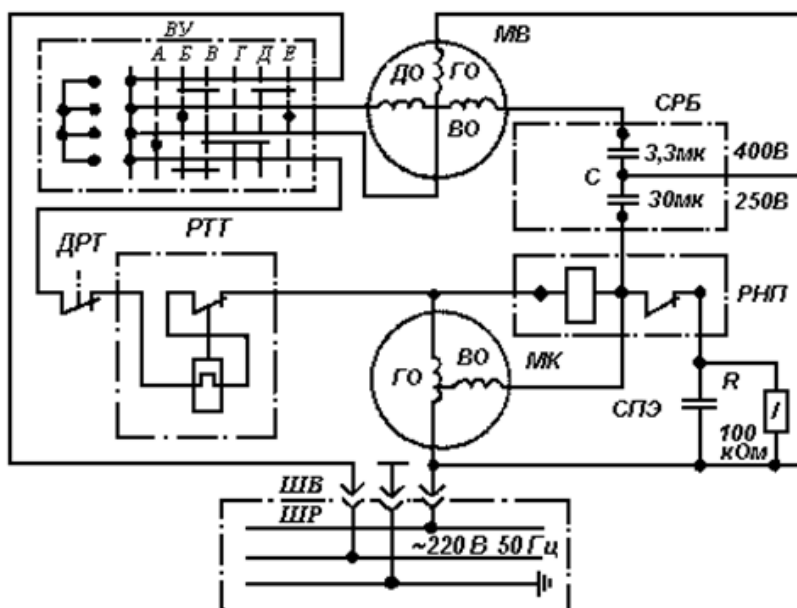 ВУ
А Б В Г Д Е
МВ
ДО ГО
ВО
СРБ
3,3мк 400В
С
30мк 250В
ДРТ
РТТ
РНП
ВО МК
ГО
R
СПЭ
100
кОм
ШВ
ШР
~220 В 50 Гц